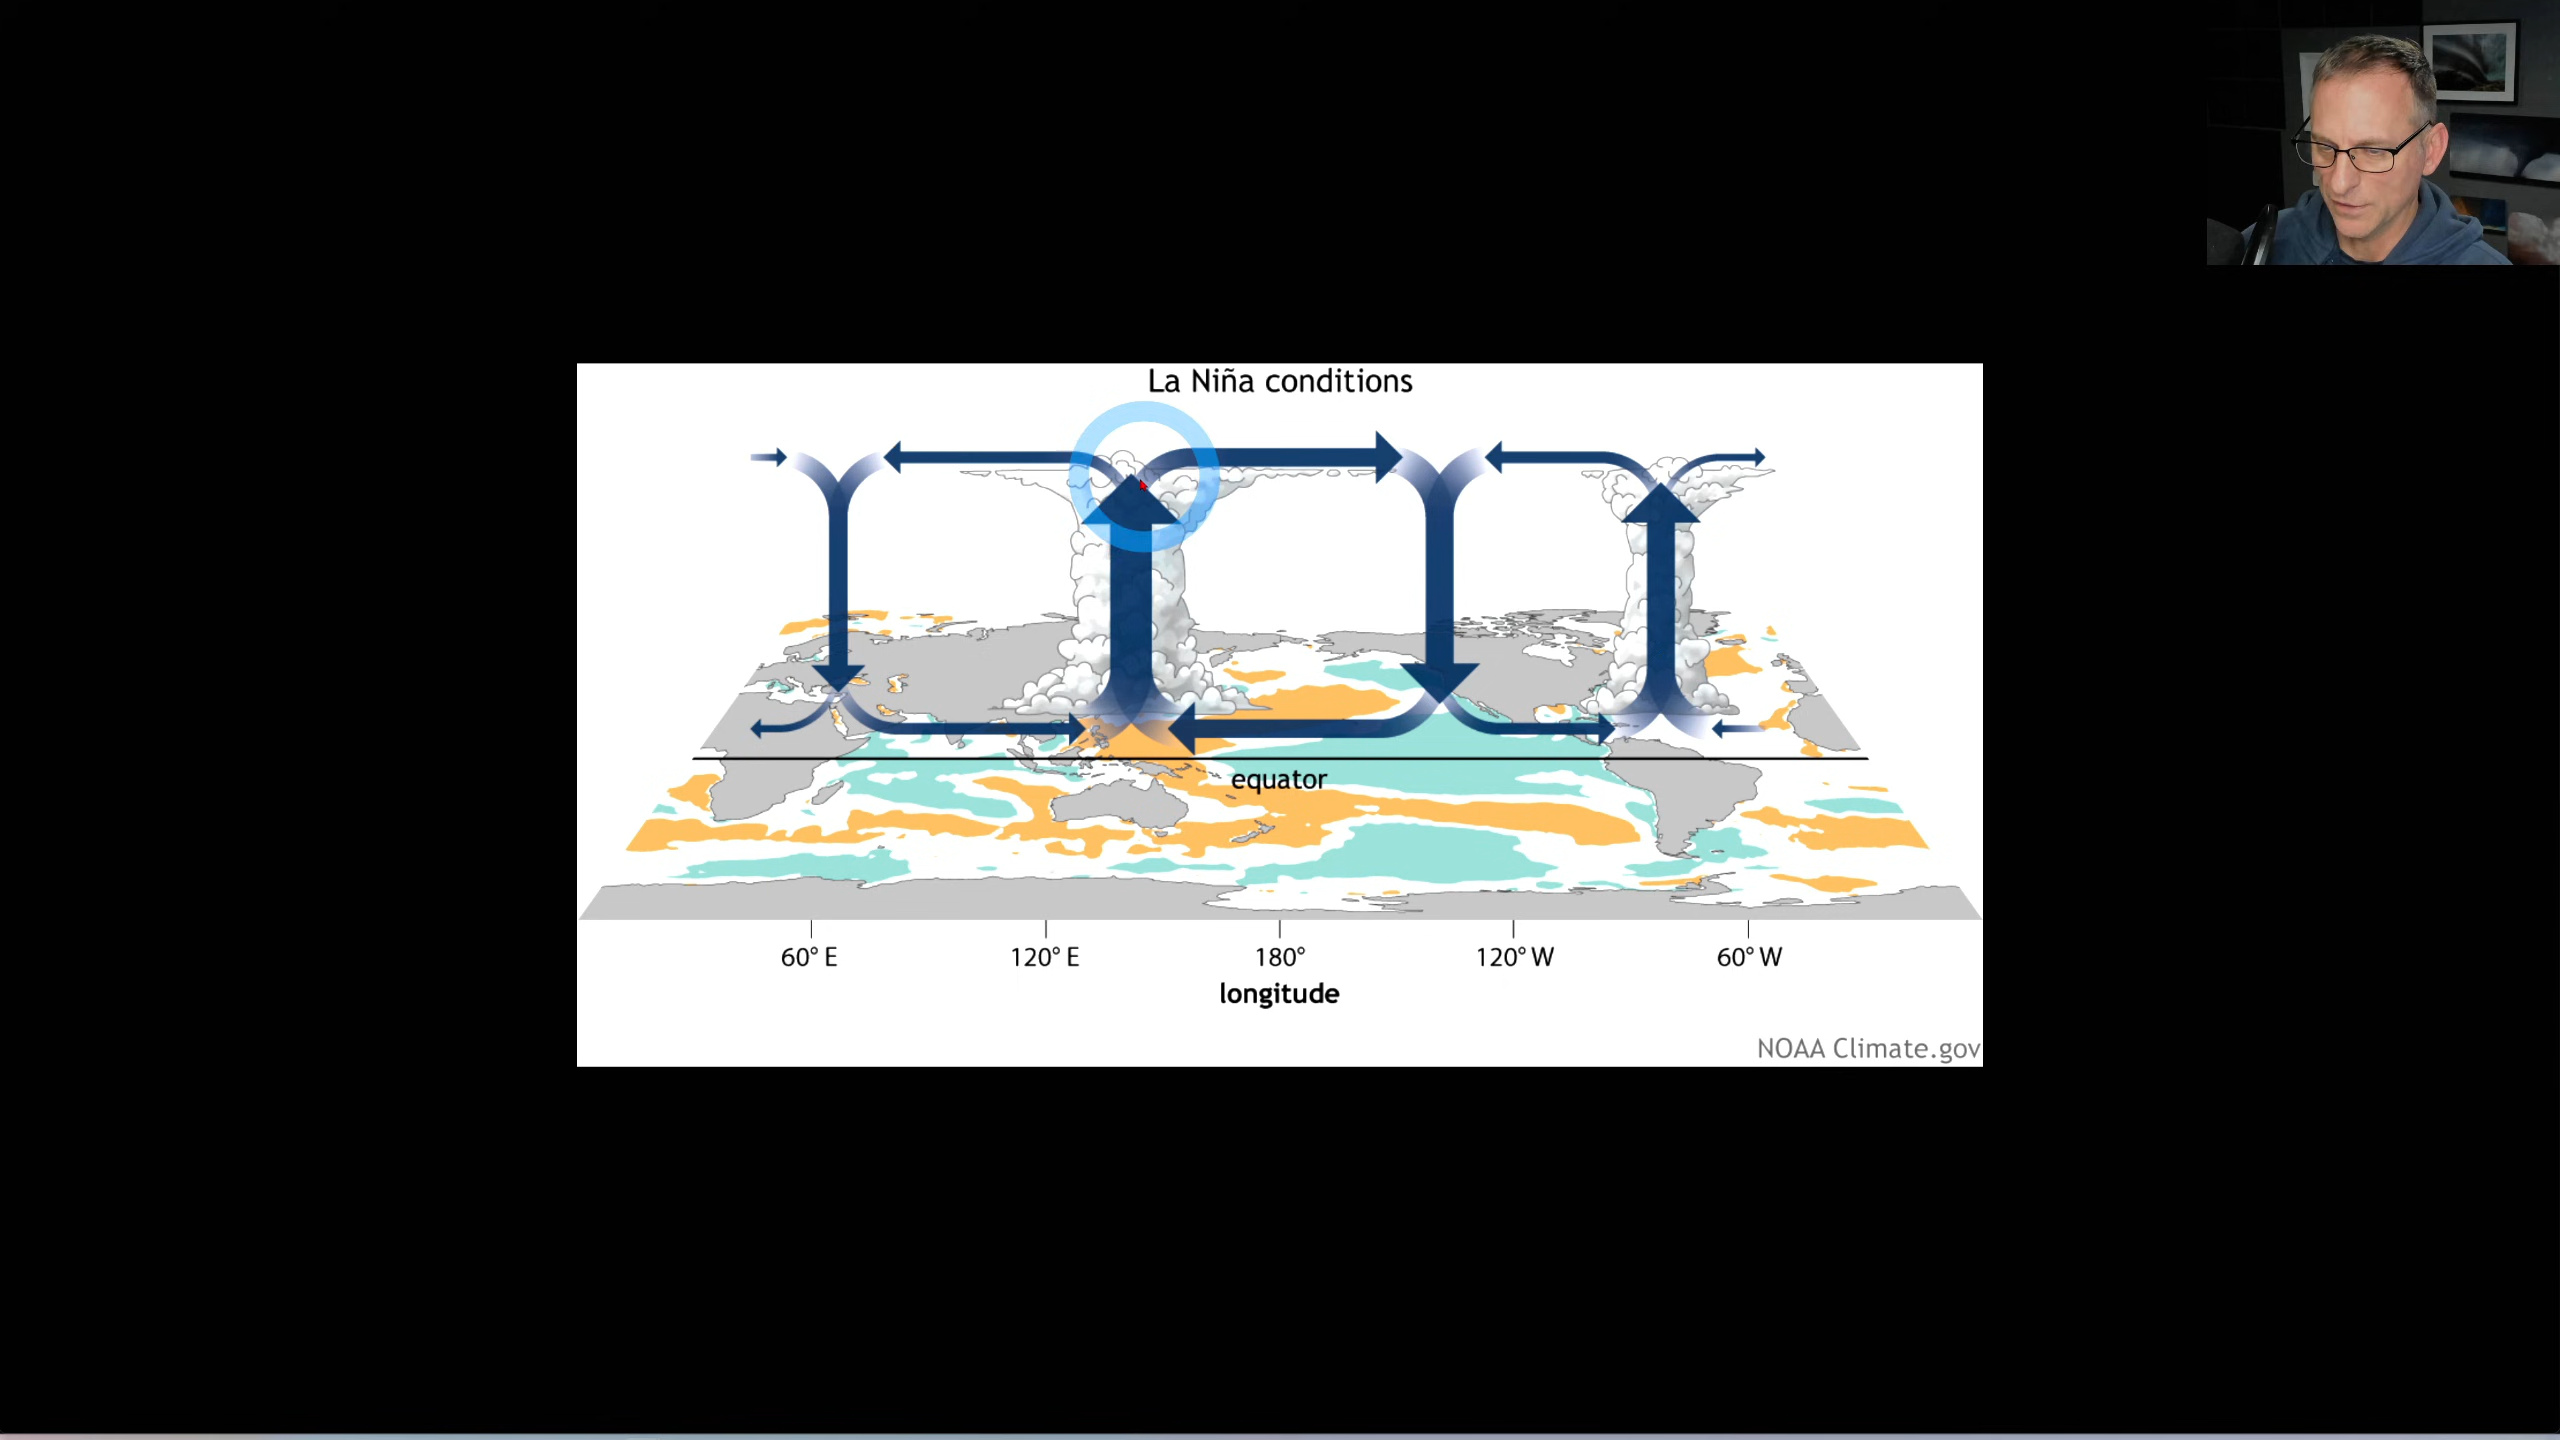 La Niña conditions
equator
60° E
120° E
180°
120° W
60° W
longitude
NOAA Climate.gov